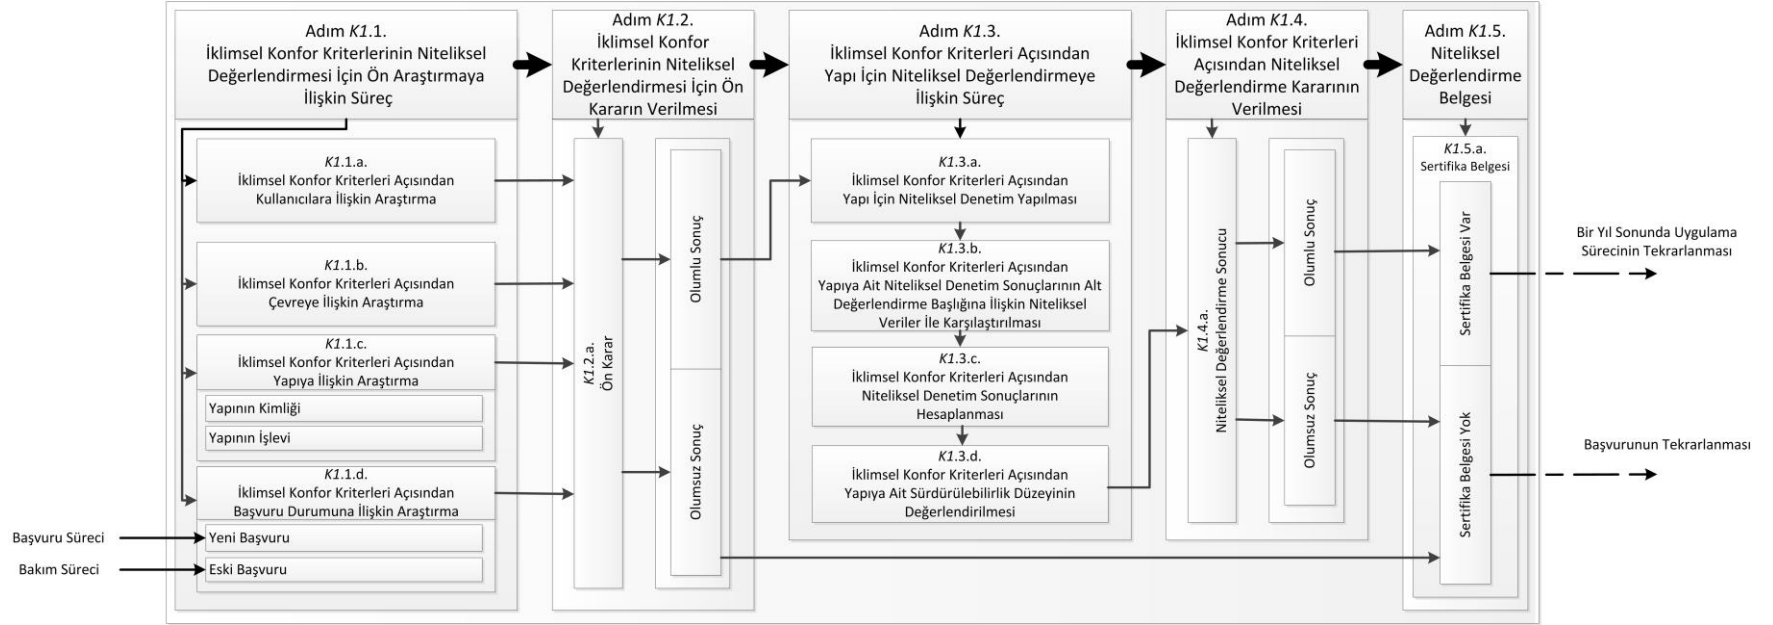 Adım K1.1.
İklimsel Konfor Kriterlerinin Niteliksel
Değerlendirmesi İçin Ön Araştırmaya
İlişkin Süreç
K1.1.a.
İklimsel Konfor Kriterleri Açısından
Kullanıcılara İlişkin Araştırma
K1.1.b.
İklimsel Konfor Kriterleri Açısından
Çevreye İlişkin Araştırma
K1.1.c.
İklimsel Konfor Kriterleri Açısından
Yapıya İlişkin Araştırma
Yapının Kimliği
Yapının İşlevi
K1.1.d.
İklimsel Konfor Kriterleri Açısından
Başvuru Durumuna İlişkin Araştırma
Başvuru Süreci
Yeni Başvuru
Bakım Süreci
Eski Başvuru
Adım K1.2.
İklimsel Konfor
Kriterlerinin Niteliksel
Değerlendirmesi İçin Ön
Kararın Verilmesi
K1.2.a.
Ön Karar
Olumlu Sonuç
Olumsuz Sonuç
Adım K1.3.
İklimsel Konfor Kriterleri Açısından
Yapı İçin Niteliksel Değerlendirmeye
İlişkin Süreç
K1.3.a.
İklimsel Konfor Kriterleri Açısından
Yapı İçin Niteliksel Denetim Yapılması
K1.3.b.
İklimsel Konfor Kriterleri Açısından
Yapıya Ait Niteliksel Denetim Sonuçlarının Alt
Değerlendirme Başlığına İlişkin Niteliksel
Veriler İle Karşılaştırılması
K1.3.c.
İklimsel Konfor Kriterleri Açısından
Niteliksel Denetim Sonuçlarının
Hesaplanması
K1.3.d.
İklimsel Konfor Kriterleri Açısından
Yapıya Ait Sürdürülebilirlik Düzeyinin
Değerlendirilmesi
Adım K1.4.
İklimsel Konfor Kriterleri
Açısından Niteliksel
Değerlendirme Kararının
Verilmesi
K1.4.a.
Niteliksel Değerlendirme Sonucu
Olumlu Sonuç
Olumsuz Sonuç
Adım K1.5.
Niteliksel
Değerlendirme
Belgesi
K1.5.a.
Sertifika Belgesi
Sertifika Belgesi Var
Sertifika Belgesi Yok
Bir Yıl Sonunda Uygulama
Sürecinin Tekrarlanması
Başvurunun Tekrarlanması